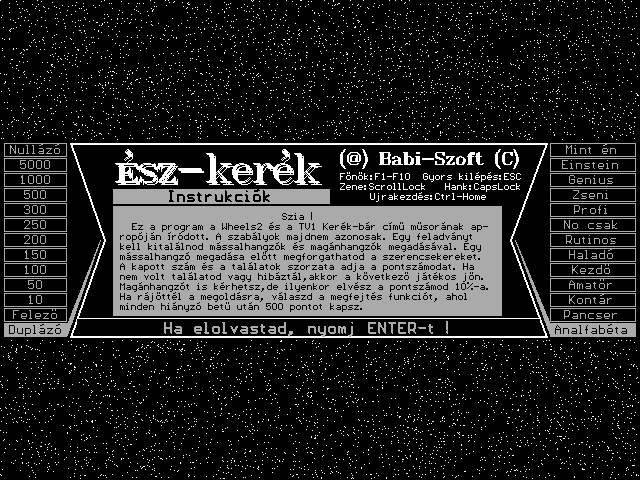 Nullázó
5000
1000
500
300
250
200
150
100
50
10
Felező
Duplázó
Ész-kerék
Instrukciók
(@) Babi-Szoft (C)
Főnök:F1-F10 Gyors kilépés:ESC
Zene:ScrollLock Hank:CapsLock
Ujrakezdés:Ctrl-Home
Szia !
Ez a program a Wheels2 és a TV1 Kerék-bár című műsorának ap-
ropóján íródott. A szabályok majdnem azonosak. Egy feladványt
kell kitalálnod mássalhangzók és magánhangzók megadásával. Egy
mássalhangzó megadása előtt megforgathatod a szerencsekereket.
A kapott szám és a találatok szorzata adja a pontszámodat. Ha
nem volt találatod vagy hibáztál,akkor a következő játékos jön.
Magánhangzót is kérhetsz,de ilyenkor elvész a pontszámod 10%-a.
Ha rájöttél a megoldásra, válaszd a megfejtés funkciót, ahol
minden hiányzó betű után 500 pontot kapsz.
Ha elolvastad, nyomj ENTER-t !
Mint én
Einstein
Genius
Zseni
Profi
No csak
Rutinos
Haladó
Kezdő
Amatőr
Kontár
Pancser
Analfabéta